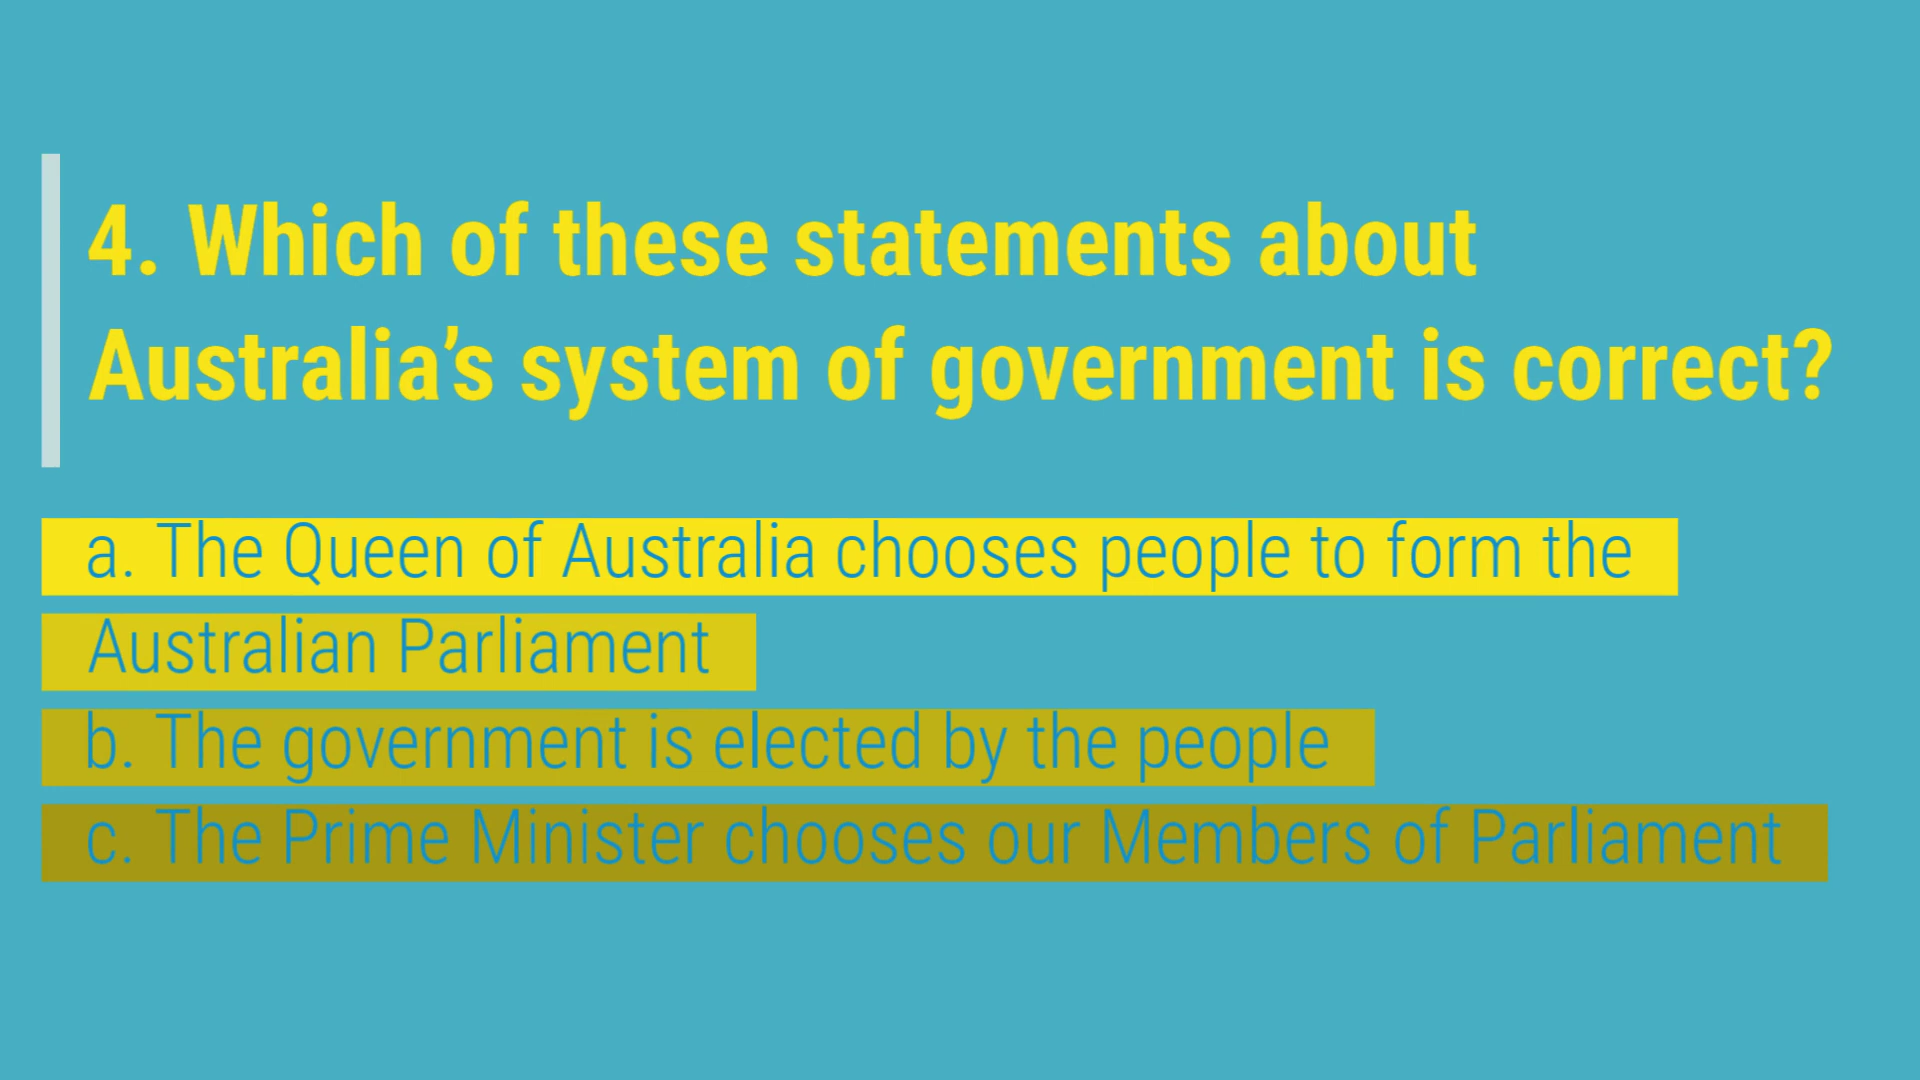 4. Which of these statements about
Australia’s system of government is correct?
a. The Queen of Australia chooses people to form the
Australian Parliament
b. The government is elected by the people
c. The Prime Minister chooses our Members of Parliament